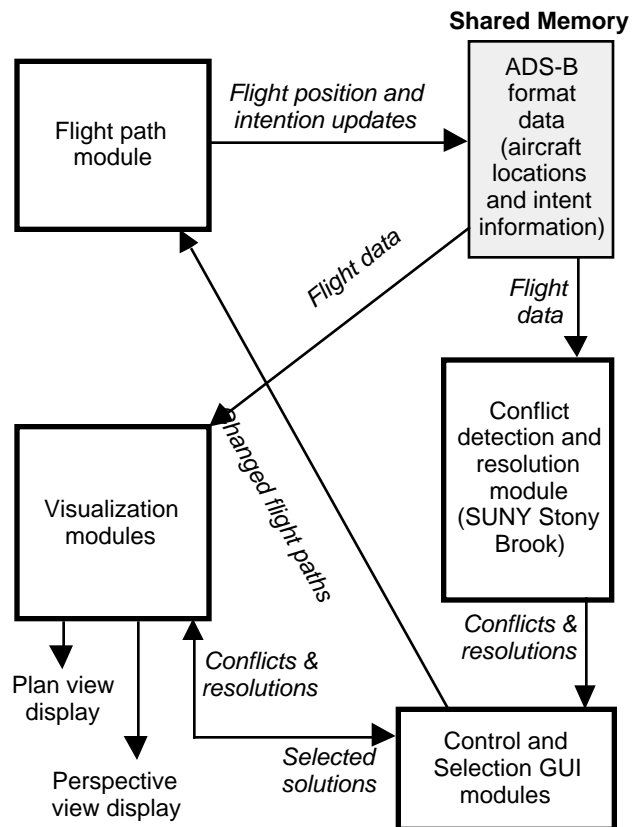 Shared Memory
ADS-B
format
data
(aircraft
locations
and intent
information)
Flight position and
intention updates
Flight path
module
Flight data
Flight
data
Changed flight paths
Conflict
detection and
resolution
module
(SUNY Stony
Brook)
Visualization
modules
Conflicts &
resolutions
Conflicts &
resolutions
Plan view
display
Selected
solutions
Control and
Selection GUI
modules
Perspective
view display